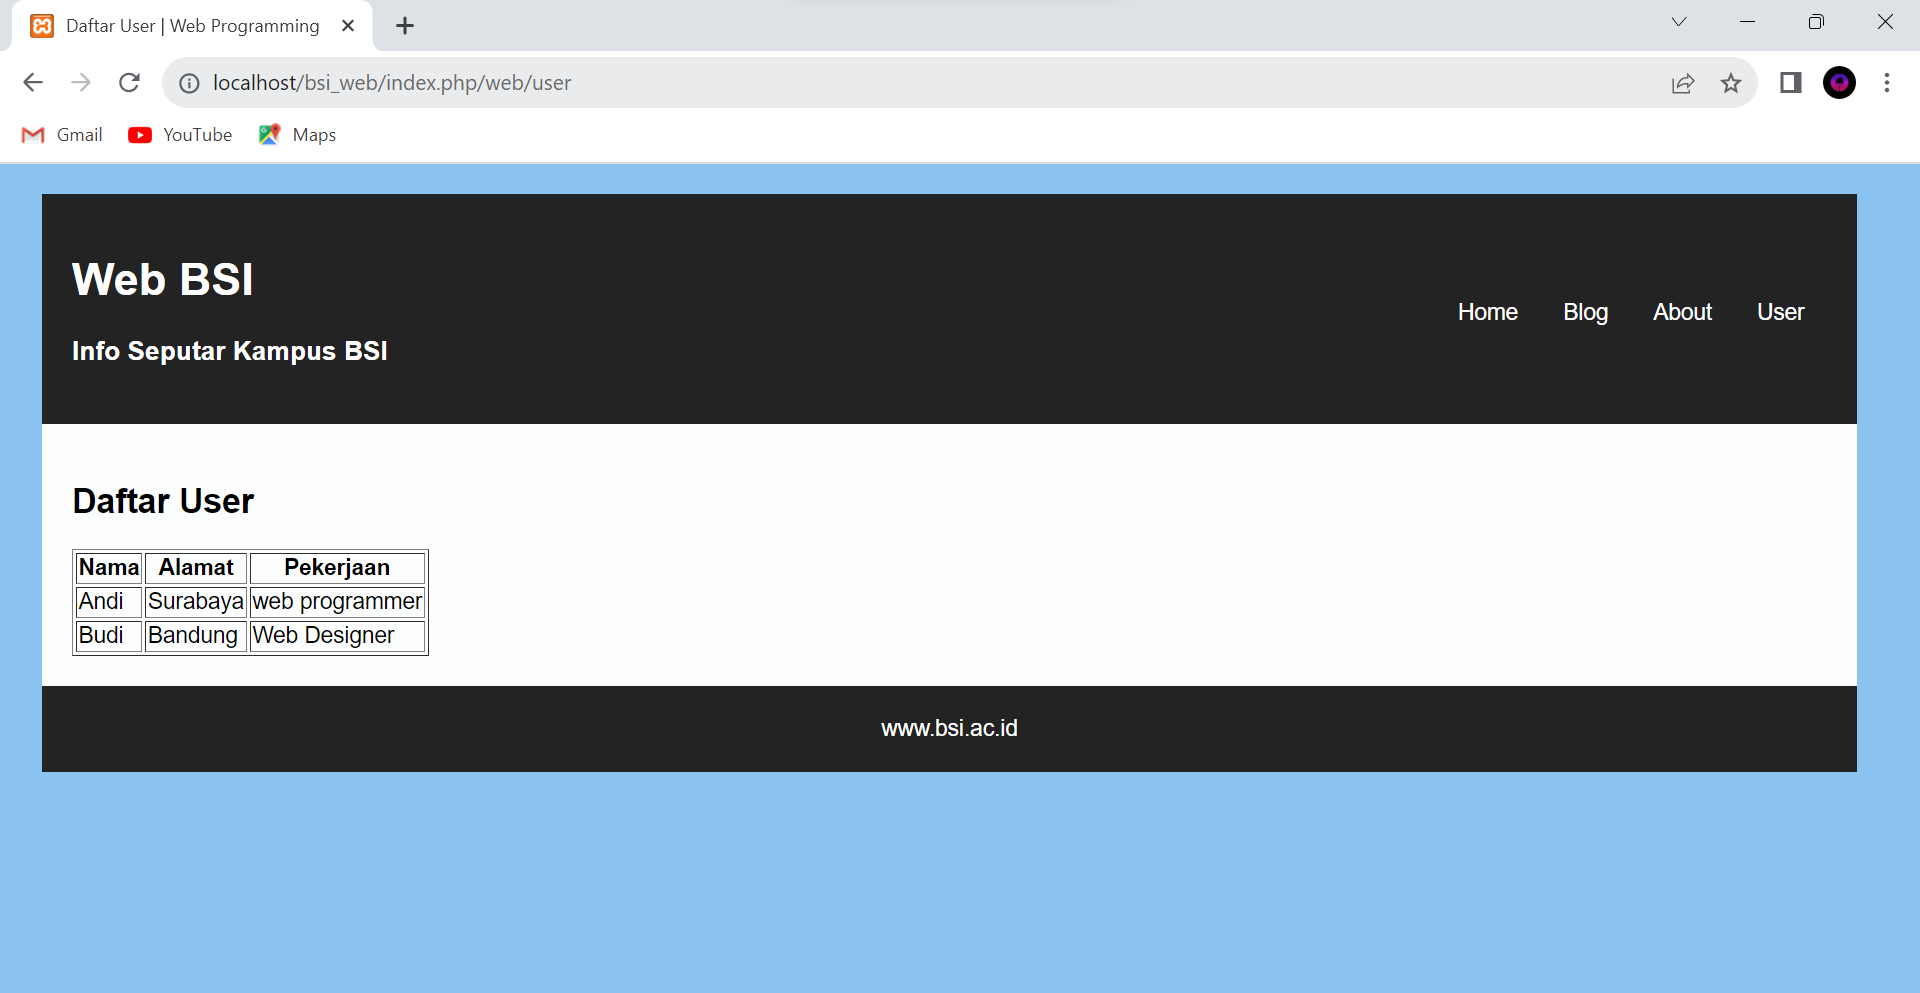 Daftar User | Web Programming
localhost/bsi_web/index.php/web/user
Gmail YouTube Maps
Web BSI
Info Seputar Kampus BSI
Home Blog About User
Daftar User
Nama Alamat Pekerjaan
Andi Surabaya web programmer
Budi Bandung Web Designer
www.bsi.ac.id